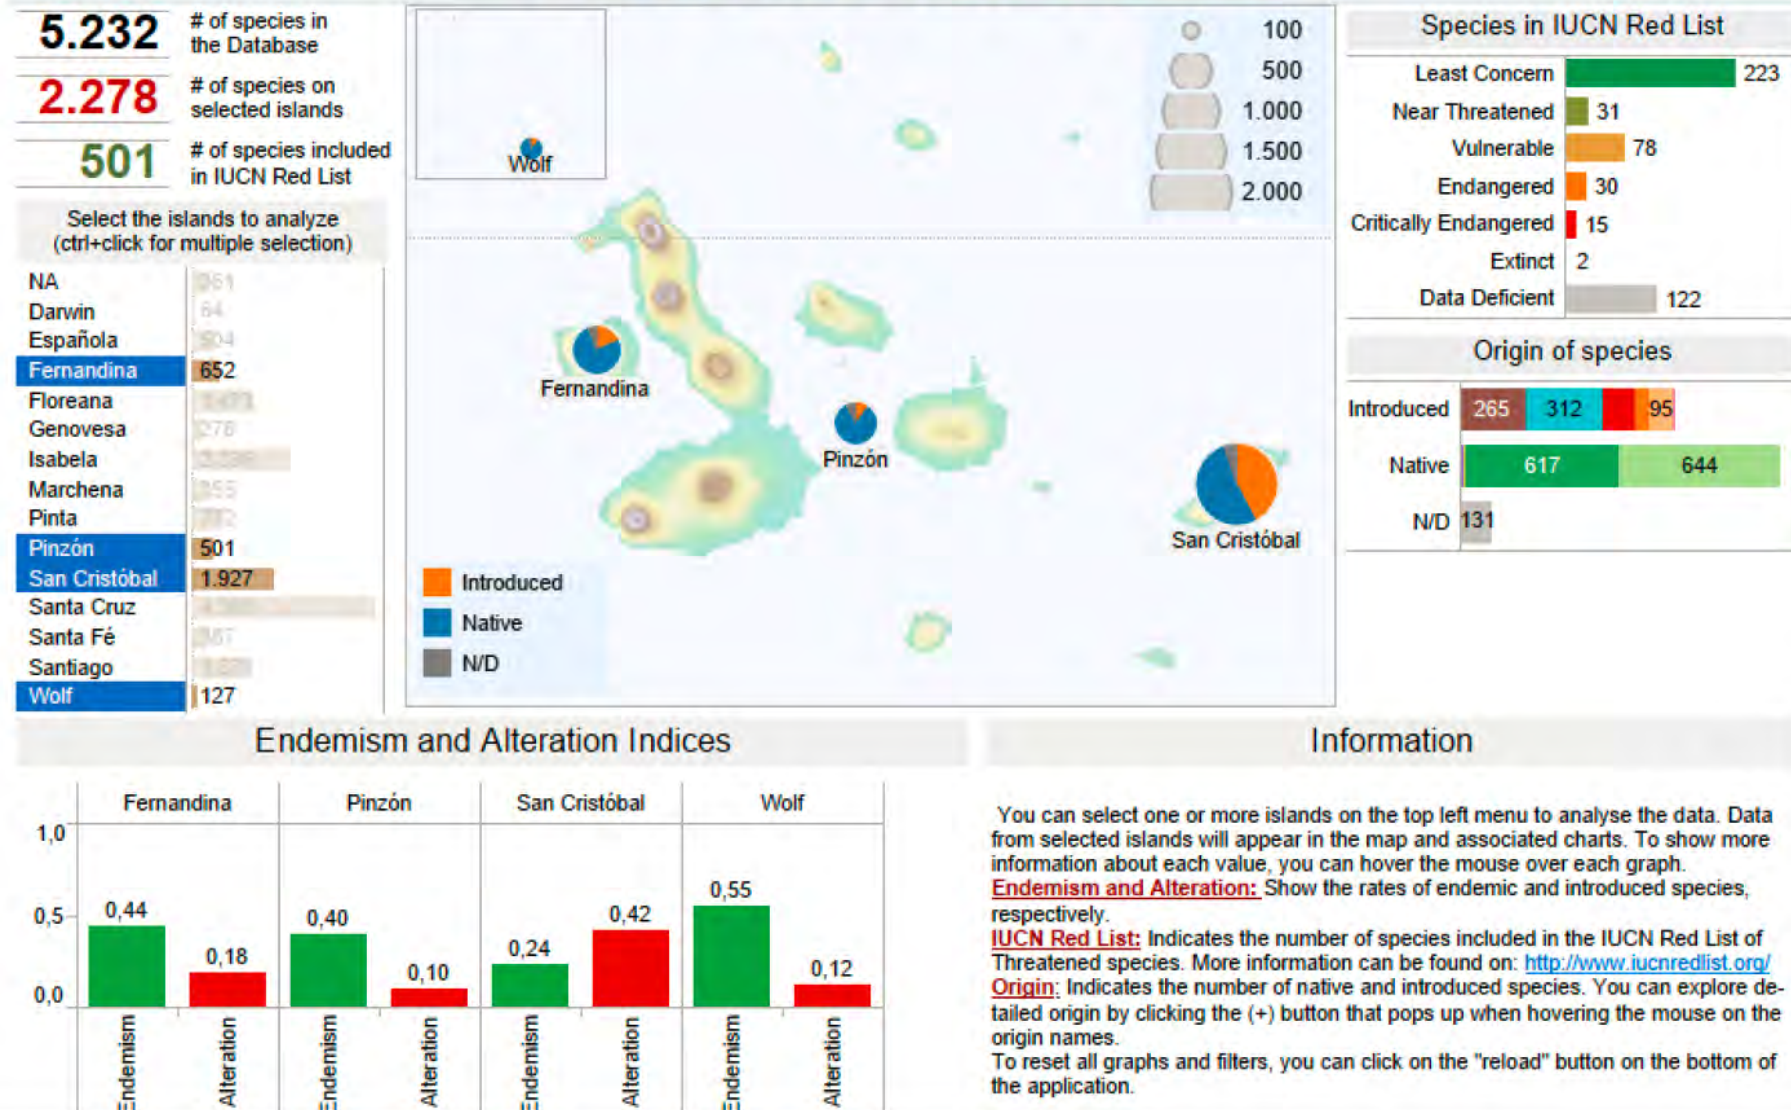 5.232
# of species in
the Database
2.278
# of species on
selected islands
501
# of species included
in IUCN Red List
Select the islands to analyze
(ctrl+click for multiple selection)
NA
Darwin 64
Española
Fernandina 652
Floreana
Genovesa 276
Isabela
Marchena
Pinta
Pinzón 501
San Cristóbal 1.927
Santa Cruz
Santa Fé
Santiago
Wolf 127
Wolf
100
500
1.000
1.500
2.000
Fernandina
Pinzón
San Cristóbal
Introduced
Native
N/D
Species in IUCN Red List
Least Concern 223
Near Threatened 31
Vulnerable 78
Endangered 30
Critically Endangered 15
Extinct 2
Data Deficient 122
Origin of species
Introduced 265 312 95
Native 617 644
N/D 131
Endemism and Alteration Indices
Fernandina Pinzón San Cristóbal Wolf
1,0
0,5
0,0
0,44 0,18 0,40 0,10 0,24 0,42 0,55 0,12
Endemism Alteration Endemism Alteration Endemism Alteration Endemism Alteration
Information
You can select one or more islands on the top left menu to analyse the data. Data
from selected islands will appear in the map and associated charts. To show more
information about each value, you can hover the mouse over each graph.
Endemism and Alteration: Show the rates of endemic and introduced species,
respectively.
IUCN Red List: Indicates the number of species included in the IUCN Red List of
Threatened species. More information can be found on: http://www.iucnredlist.org/
Origin: Indicates the number of native and introduced species. You can explore de-
tailed origin by clicking the (+) button that pops up when hovering the mouse on the
origin names.
To reset all graphs and filters, you can click on the "reload" button on the bottom of
the application.